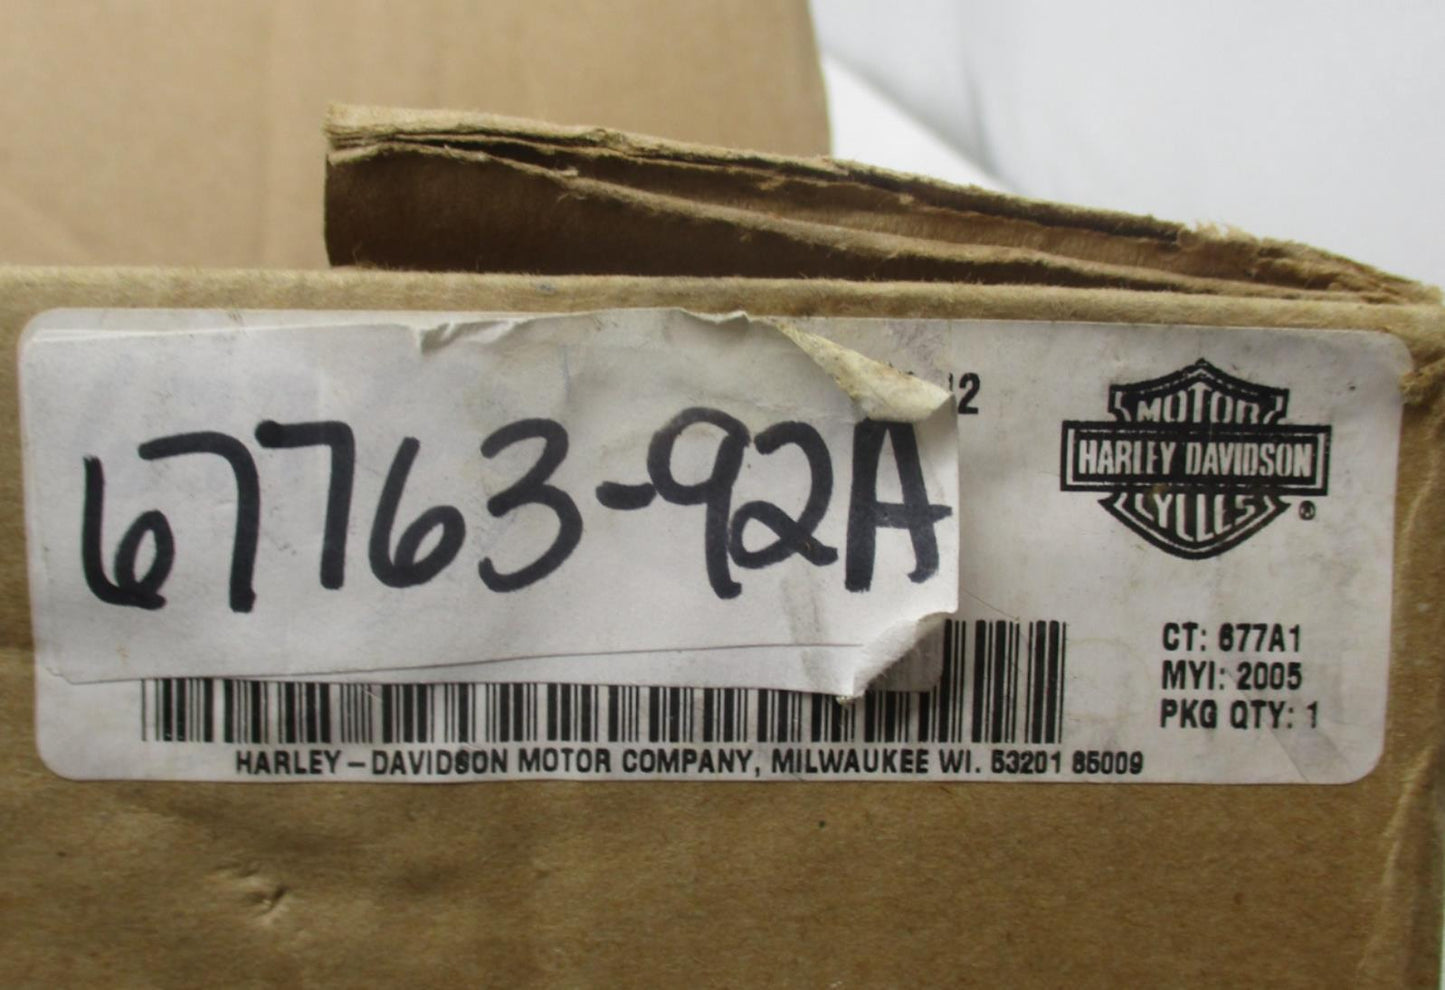 67763-92A
MOTOR
HARLEY DAVIDSON
CYCLES
®
CT: 677A1
MYI: 2005
PKG QTY: 1
HARLEY-DAVIDSON MOTOR COMPANY, MILWAUKEE WI. 53201 85009